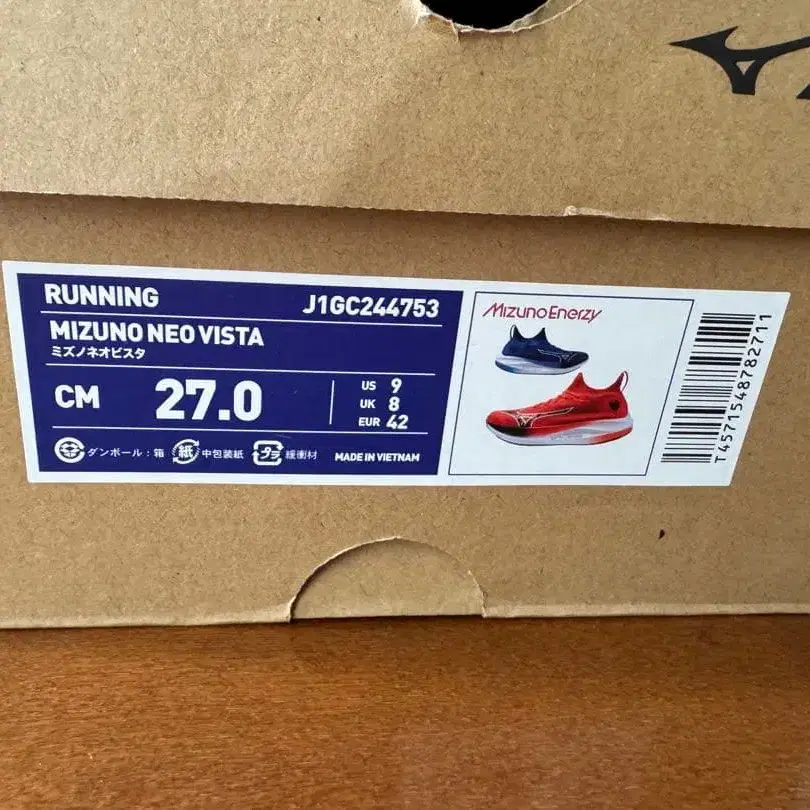 RUNNING J1GC244753
MIZUNO NEO VISTA
ミズノネオビスタ
CM 27.0
US 9
UK 8
EUR 42
ダンボール：箱 紙 中包装紙 プラ 緩衝材 MADE IN VIETNAM
MizunoEnerzy
T4571548782711